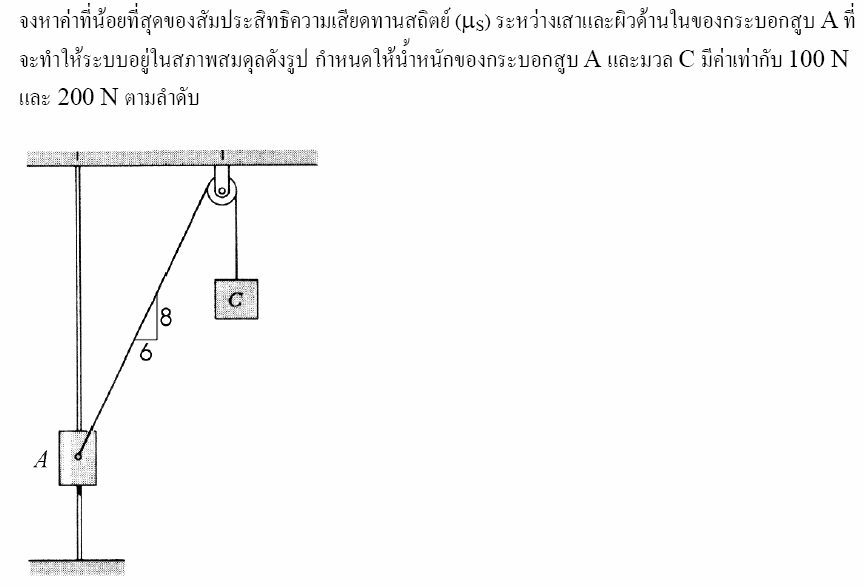 จงหาค่าที่น้อยที่สุดของสัมประสิทธิความเสียดทานสถิตย์ (μS) ระหว่างเสาและผิวด้านในของกระบอกสูบ A ที่
จะทำให้ระบบอยู่ในสภาพสมดุลดังรูป กำหนดให้น้ำหนักของกระบอกสูบ A และมวล C มีค่าเท่ากับ 100 N
และ 200 N ตามลำดับ
C
8
6
A